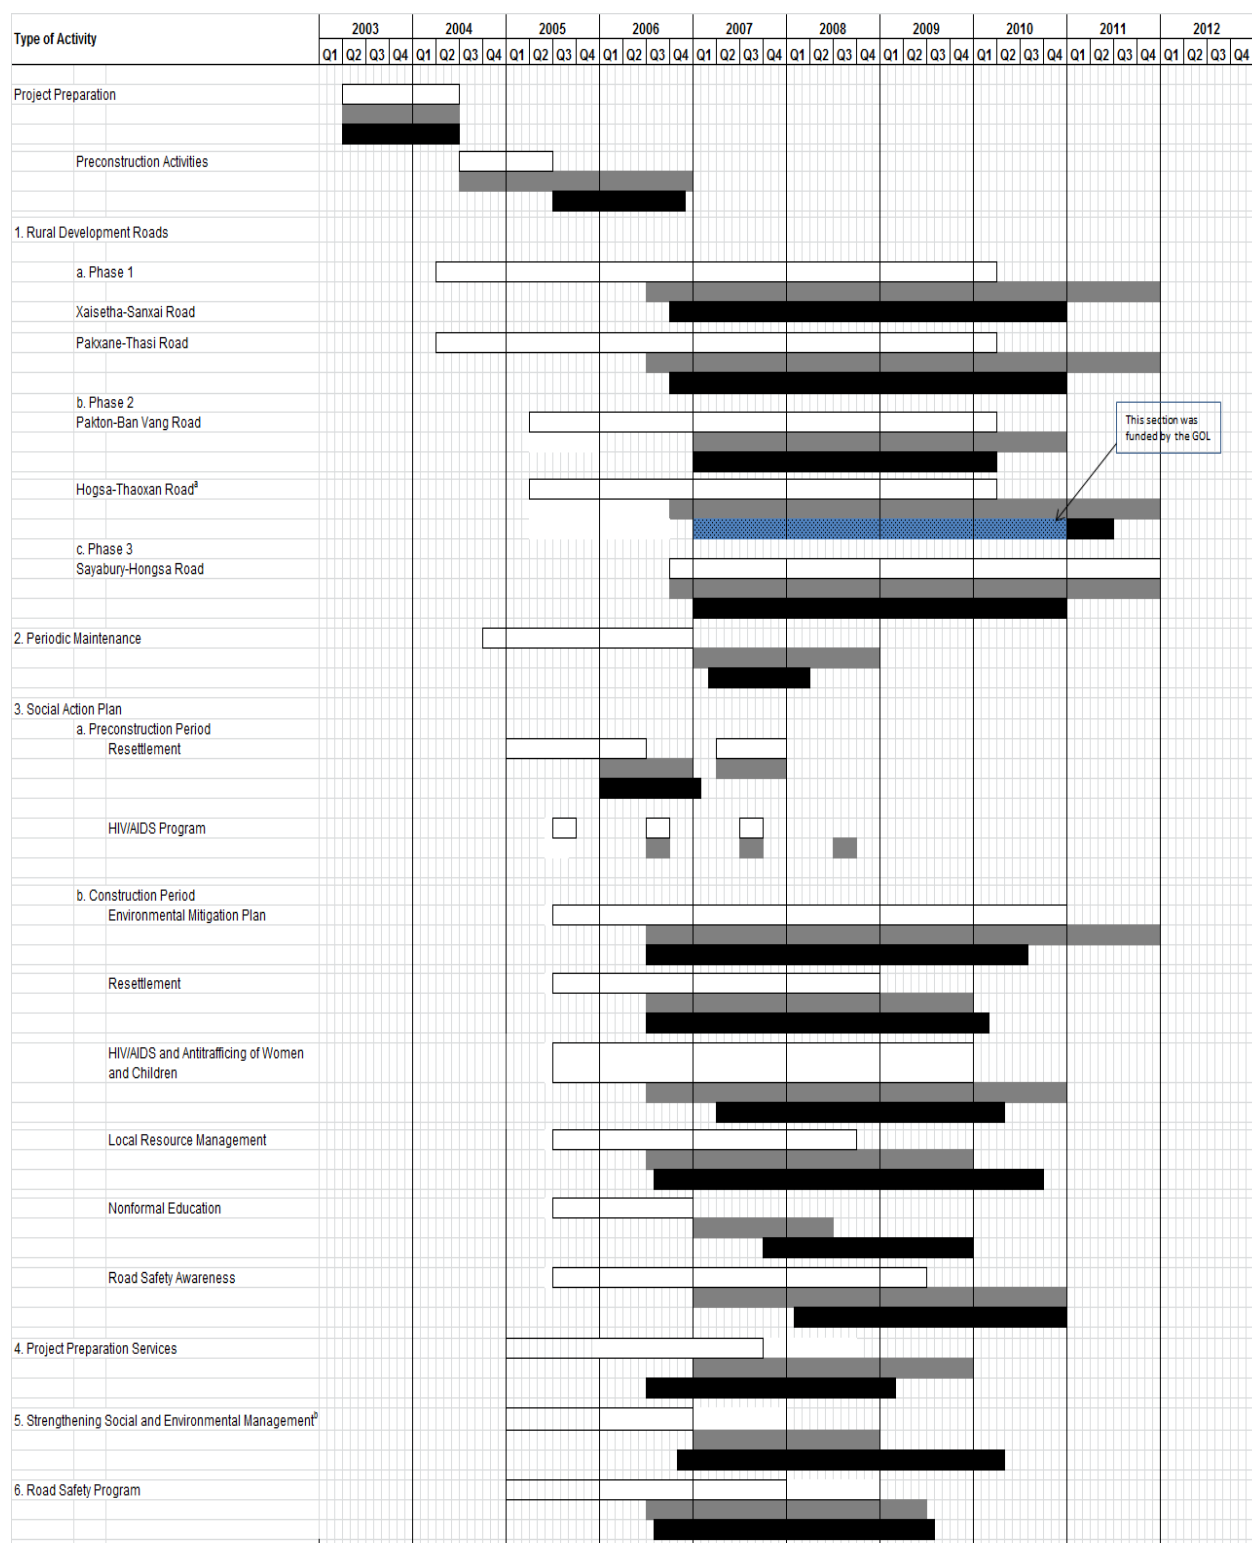 Type of Activity
2003 2004 2005 2006 2007 2008 2009 2010 2011 2012
Q1 Q2 Q3 Q4 Q1 Q2 Q3 Q4 Q1 Q2 Q3 Q4 Q1 Q2 Q3 Q4 Q1 Q2 Q3 Q4 Q1 Q2 Q3 Q4 Q1 Q2 Q3 Q4 Q1 Q2 Q3 Q4 Q1 Q2 Q3 Q4 Q1 Q2 Q3 Q4
Project Preparation
Preconstruction Activities
1. Rural Development Roads
a. Phase 1
Xaisetha-Sanxai Road
Pakxane-Thasi Road
b. Phase 2
Pakton-Ban Vang Road
This section was
funded by the GOL
Hogsa-Thaoxan Roadª
c. Phase 3
Sayabury-Hongsa Road
2. Periodic Maintenance
3. Social Action Plan
a. Preconstruction Period
Resettlement
HIV/AIDS Program
b. Construction Period
Environmental Mitigation Plan
Resettlement
HIV/AIDS and Antitrafficing of Women
and Children
Local Resource Management
Nonformal Education
Road Safety Awareness
4. Project Preparation Services
5. Strengthening Social and Environmental Managementᵇ
6. Road Safety Program